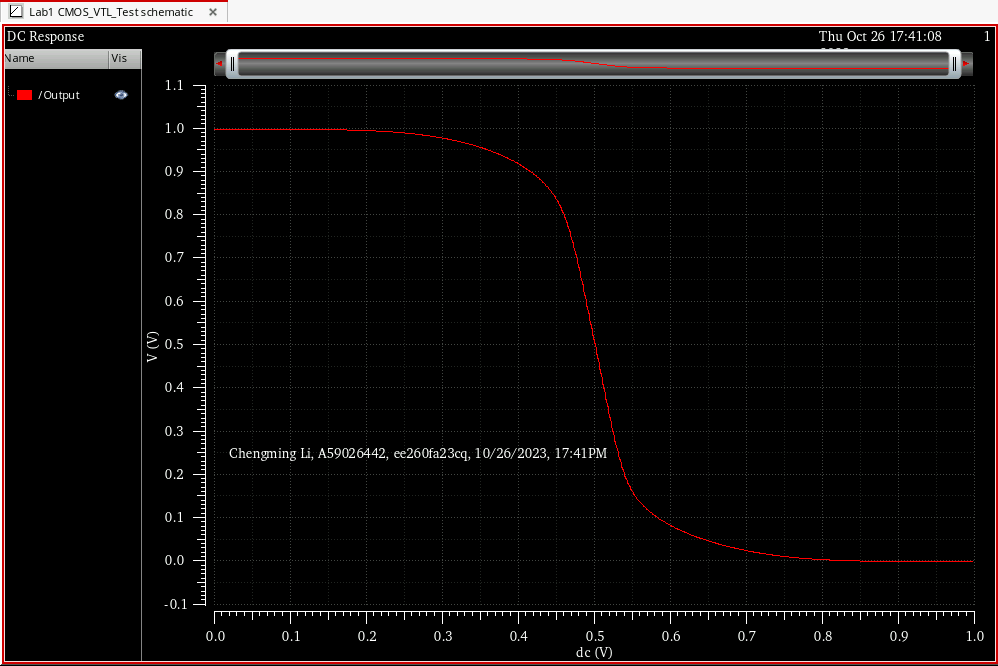 Lab1 CMOS_VTL_Test schematic
DC Response
Thu Oct 26 17:41:08
1
Name Vis
/Output
1.1
1.0
0.9
0.8
0.7
0.6
0.5
0.4
0.3
0.2
0.1
0.0
-0.1
V (V)
Chengming Li, A59026442, ee260fa23cq, 10/26/2023, 17:41PM
0.0 0.1 0.2 0.3 0.4 0.5 0.6 0.7 0.8 0.9 1.0
dc (V)